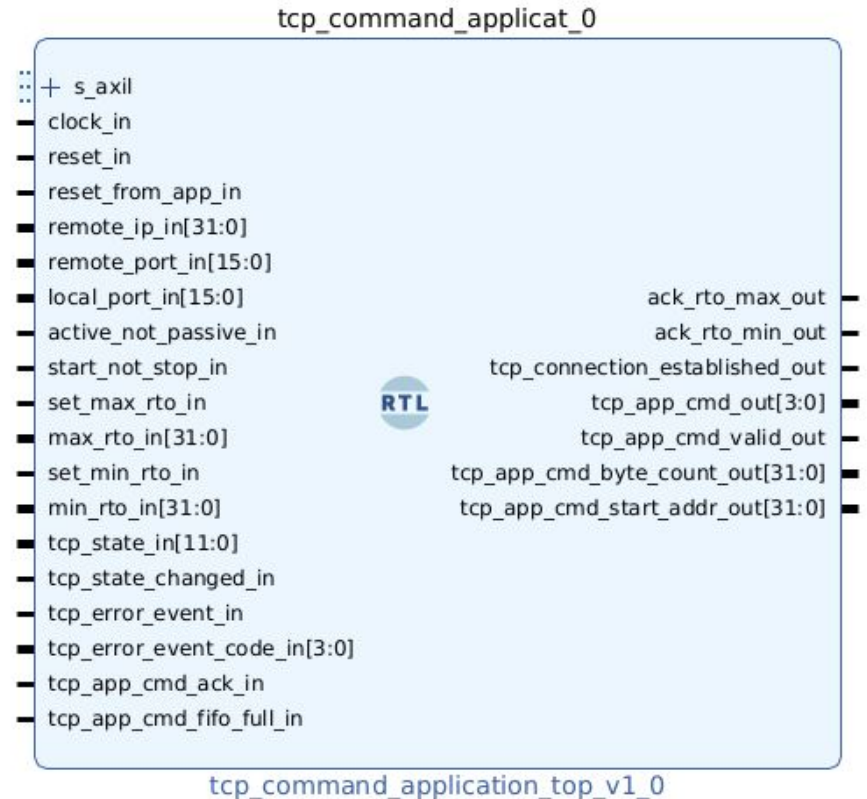 tcp_command_applicat_0
+ s_axil
clock_in
reset_in
reset_from_app_in
remote_ip_in[31:0]
remote_port_in[15:0]
local_port_in[15:0]
active_not_passive_in
start_not_stop_in
set_max_rto_in
max_rto_in[31:0]
set_min_rto_in
min_rto_in[31:0]
tcp_state_in[11:0]
tcp_state_changed_in
tcp_error_event_in
tcp_error_event_code_in[3:0]
tcp_app_cmd_ack_in
tcp_app_cmd_fifo_full_in
RTL
ack_rto_max_out
ack_rto_min_out
tcp_connection_established_out
tcp_app_cmd_out[3:0]
tcp_app_cmd_valid_out
tcp_app_cmd_byte_count_out[31:0]
tcp_app_cmd_start_addr_out[31:0]
tcp_command_application_top_v1_0